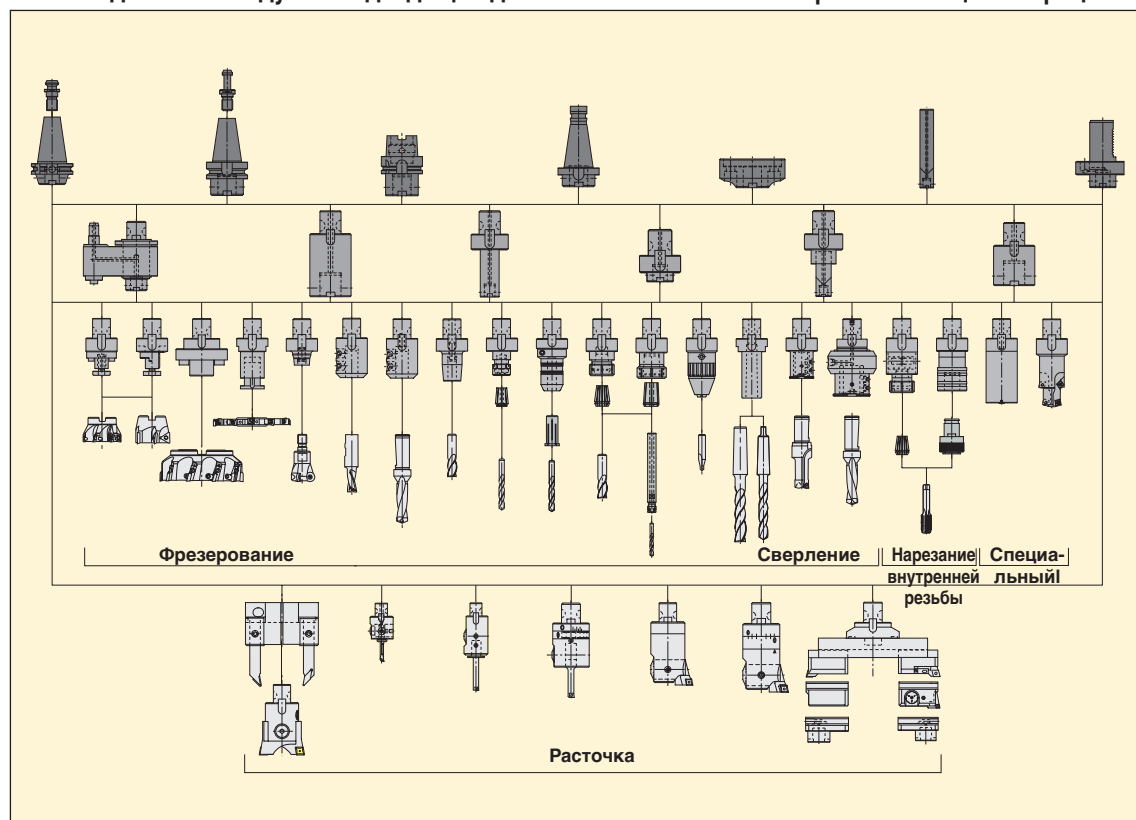 Фрезерование
Сверление
Нарезание
внутренней
резьбы
Специа-
льныйI
Расточка